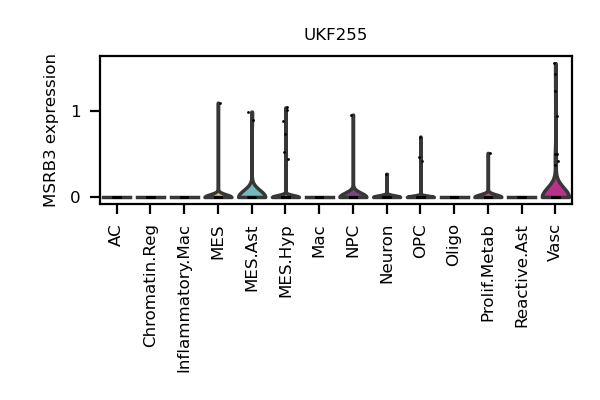 UKF255
MSRB3 expression
1
0
AC
Chromatin.Reg
Inflammatory.Mac
MES
MES.Ast
MES.Hyp
Mac
NPC
Neuron
OPC
Oligo
Prolif.Metab
Reactive.Ast
Vasc